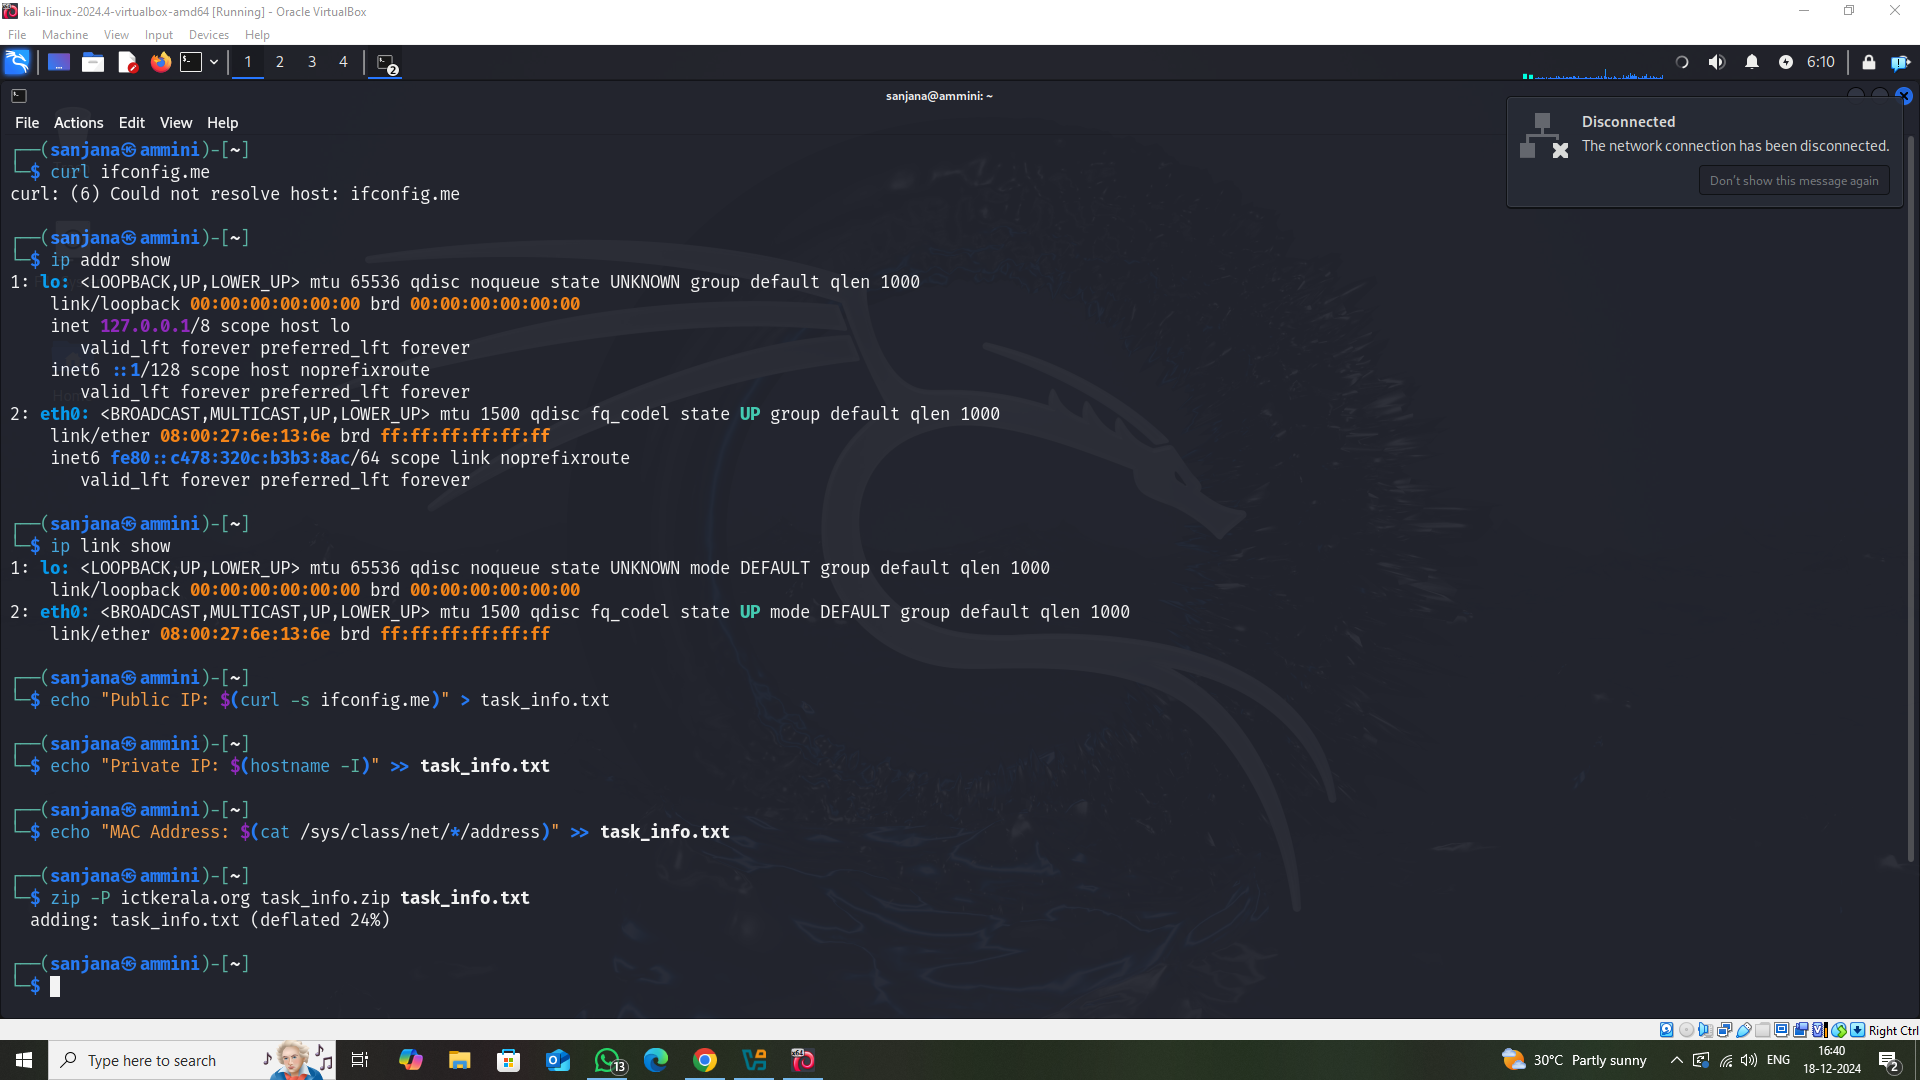 kali-linux-2024.4-virtualbox-amd64 [Running] - Oracle VirtualBox
File Machine View Input Devices Help
1 2 3 4 2 6:10
sanjana@ammini: ~
File Actions Edit View Help
Disconnected
The network connection has been disconnected.
Don't show this message again
┌──(sanjana㉿ammini)-[~]
└─$ curl ifconfig.me
curl: (6) Could not resolve host: ifconfig.me
┌──(sanjana㉿ammini)-[~]
└─$ ip addr show
1: lo: <LOOPBACK,UP,LOWER_UP> mtu 65536 qdisc noqueue state UNKNOWN group default qlen 1000
link/loopback 00:00:00:00:00:00 brd 00:00:00:00:00:00
inet 127.0.0.1/8 scope host lo
valid_lft forever preferred_lft forever
inet6 ::1/128 scope host noprefixroute
valid_lft forever preferred_lft forever
2: eth0: <BROADCAST,MULTICAST,UP,LOWER_UP> mtu 1500 qdisc fq_codel state UP group default qlen 1000
link/ether 08:00:27:6e:13:6e brd ff:ff:ff:ff:ff:ff
inet6 fe80::c478:320c:b3b3:8ac/64 scope link noprefixroute
valid_lft forever preferred_lft forever
┌──(sanjana㉿ammini)-[~]
└─$ ip link show
1: lo: <LOOPBACK,UP,LOWER_UP> mtu 65536 qdisc noqueue state UNKNOWN mode DEFAULT group default qlen 1000
link/loopback 00:00:00:00:00:00 brd 00:00:00:00:00:00
2: eth0: <BROADCAST,MULTICAST,UP,LOWER_UP> mtu 1500 qdisc fq_codel state UP mode DEFAULT group default qlen 1000
link/ether 08:00:27:6e:13:6e brd ff:ff:ff:ff:ff:ff
┌──(sanjana㉿ammini)-[~]
└─$ echo "Public IP: $(curl -s ifconfig.me)" > task_info.txt
┌──(sanjana㉿ammini)-[~]
└─$ echo "Private IP: $(hostname -I)" >> task_info.txt
┌──(sanjana㉿ammini)-[~]
└─$ echo "MAC Address: $(cat /sys/class/net/*/address)" >> task_info.txt
┌──(sanjana㉿ammini)-[~]
└─$ zip -P ictkerala.org task_info.zip task_info.txt
adding: task_info.txt (deflated 24%)
┌──(sanjana㉿ammini)-[~]
└─$
Right Ctrl
Type here to search 13 30°C Partly sunny ENG 16:40
18-12-2024 2